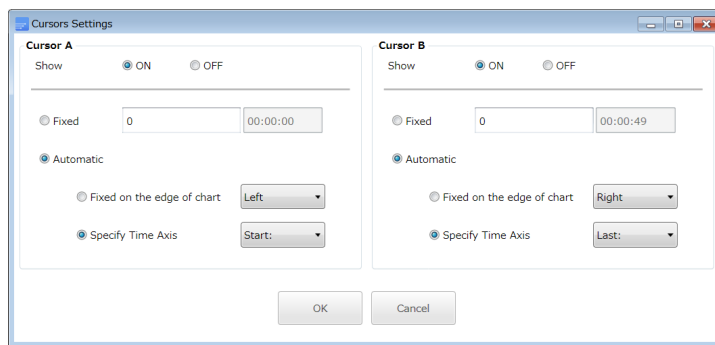 Cursors Settings
Cursor A
Show ON OFF
Fixed 0 00:00:00
Automatic
Fixed on the edge of chart Left
Specify Time Axis Start:
Cursor B
Show ON OFF
Fixed 0 00:00:49
Automatic
Fixed on the edge of chart Right
Specify Time Axis Last:
OK Cancel